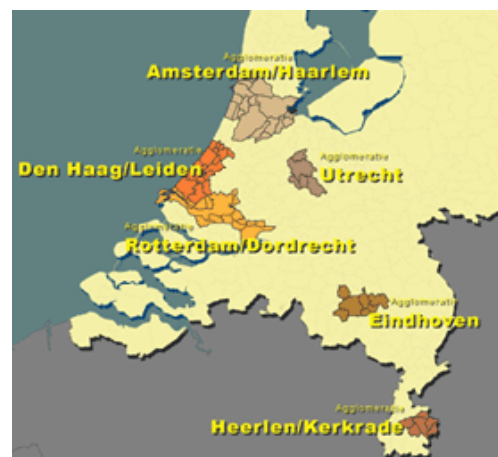 Agglomeratie
Amsterdam/Haarlem
Agglomeratie
Den Haag/Leiden
Agglomeratie
Utrecht
Agglomeratie
Rotterdam/Dordrecht
Agglomeratie
Eindhoven
Agglomeratie
Heerlen/Kerkrade